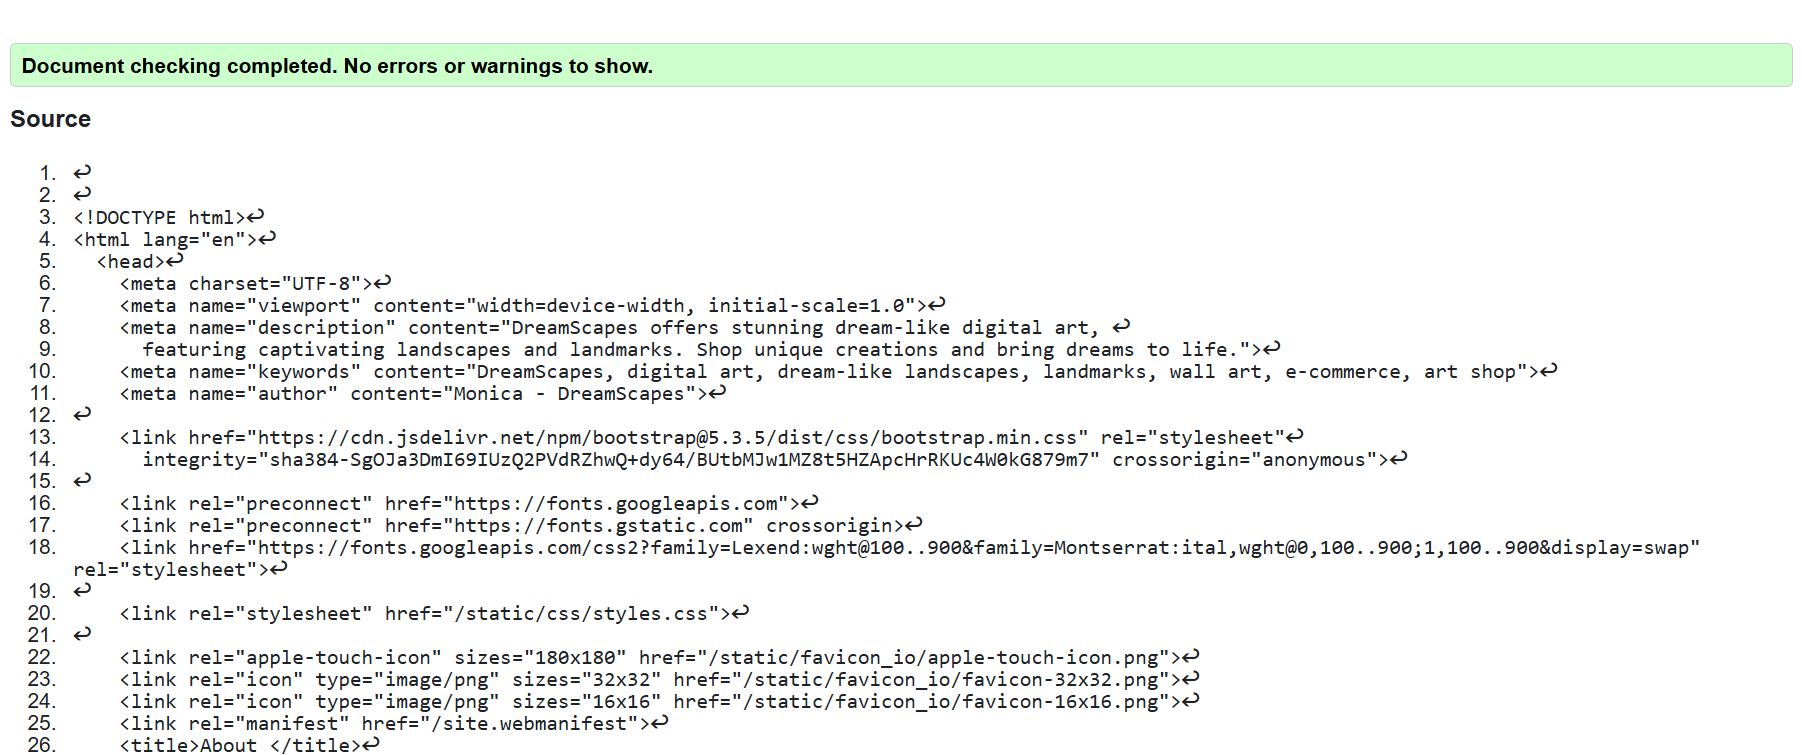 Document checking completed. No errors or warnings to show.
Source
1. ↩
2. ↩
3. <!DOCTYPE html>↩
4. <html lang="en">↩
5.   <head>↩
6.     <meta charset="UTF-8">↩
7.     <meta name="viewport" content="width=device-width, initial-scale=1.0">↩
8.     <meta name="description" content="DreamScapes offers stunning dream-like digital art, ↩
9.       featuring captivating landscapes and landmarks. Shop unique creations and bring dreams to life.">↩
10.     <meta name="keywords" content="DreamScapes, digital art, dream-like landscapes, landmarks, wall art, e-commerce, art shop">↩
11.     <meta name="author" content="Monica - DreamScapes">↩
12. ↩
13.     <link href="https://cdn.jsdelivr.net/npm/bootstrap@5.3.5/dist/css/bootstrap.min.css" rel="stylesheet"↩
14.       integrity="sha384-SgOJa3DmI69IUzQ2PVdRZhwQ+dy64/BUtbMJw1MZ8t5HZApcHrRKUc4W0kG879m7" crossorigin="anonymous">↩
15. ↩
16.     <link rel="preconnect" href="https://fonts.googleapis.com">↩
17.     <link rel="preconnect" href="https://fonts.gstatic.com" crossorigin>↩
18.     <link href="https://fonts.googleapis.com/css2?family=Lexend:wght@100..900&family=Montserrat:ital,wght@0,100..900;1,100..900&display=swap"
rel="stylesheet">↩
19. ↩
20.     <link rel="stylesheet" href="/static/css/styles.css">↩
21. ↩
22.     <link rel="apple-touch-icon" sizes="180x180" href="/static/favicon_io/apple-touch-icon.png">↩
23.     <link rel="icon" type="image/png" sizes="32x32" href="/static/favicon_io/favicon-32x32.png">↩
24.     <link rel="icon" type="image/png" sizes="16x16" href="/static/favicon_io/favicon-16x16.png">↩
25.     <link rel="manifest" href="/site.webmanifest">↩
26.     <title>About </title>↩